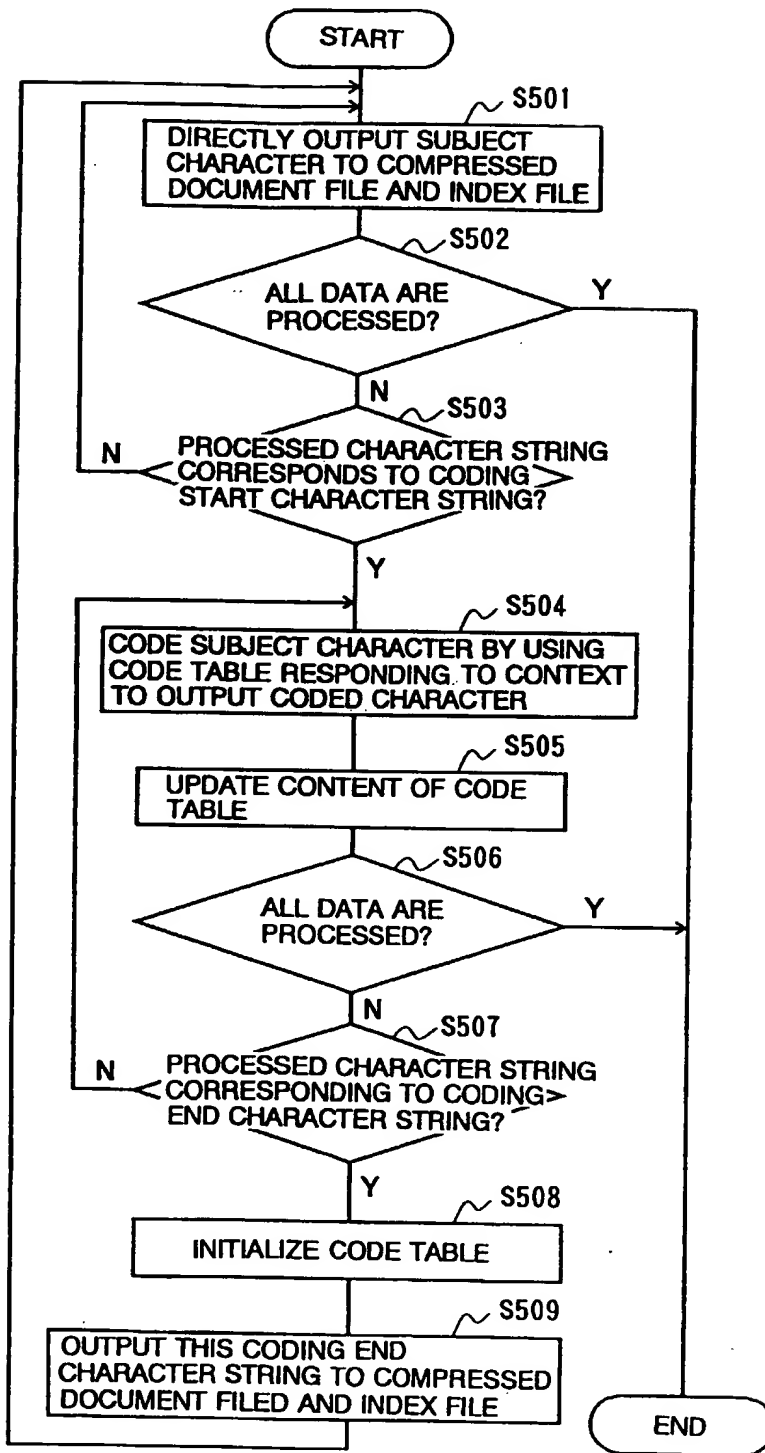 START
S501
DIRECTLY OUTPUT SUBJECT
CHARACTER TO COMPRESSED
DOCUMENT FILE AND INDEX FILE
S502
ALL DATA ARE
PROCESSED?
Y
N
S503
N
PROCESSED CHARACTER STRING
CORRESPONDS TO CODING
START CHARACTER STRING?
Y
S504
CODE SUBJECT CHARACTER BY USING
CODE TABLE RESPONDING TO CONTEXT
TO OUTPUT CODED CHARACTER
S505
UPDATE CONTENT OF CODE
TABLE
S506
ALL DATA ARE
PROCESSED?
Y
N
S507
N
PROCESSED CHARACTER STRING
CORRESPONDING TO CODING
END CHARACTER STRING?
Y
S508
INITIALIZE CODE TABLE
S509
OUTPUT THIS CODING END
CHARACTER STRING TO COMPRESSED
DOCUMENT FILED AND INDEX FILE
END